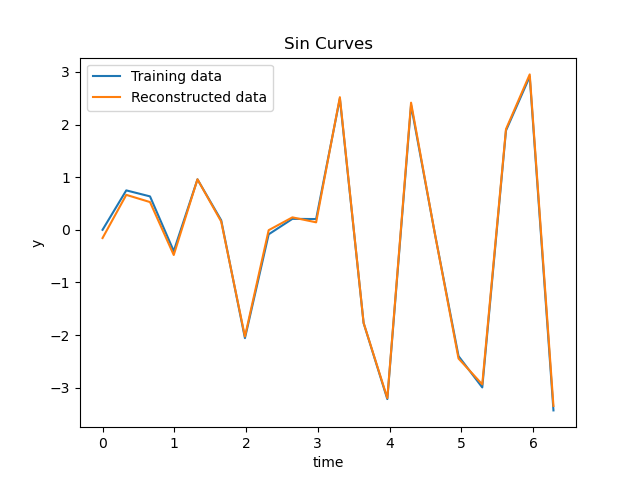 Sin Curves
Training data
Reconstructed data
3
2
1
0
−1
−2
−3
y
0 1 2 3 4 5 6
time